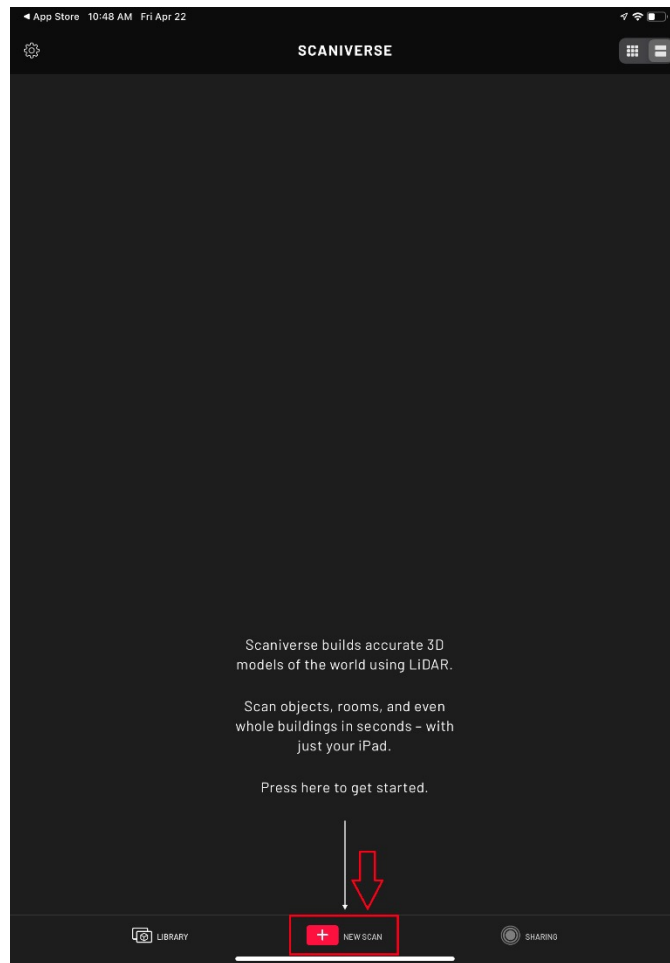 App Store 10:48 AM Fri Apr 22
SCANIVERSE
Scaniverse builds accurate 3D
models of the world using LiDAR.
Scan objects, rooms, and even
whole buildings in seconds – with
just your iPad.
Press here to get started.
LIBRARY
NEW SCAN
SHARING